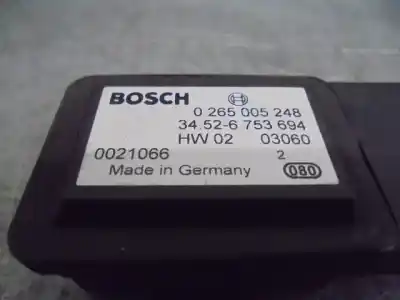 BOSCH
0 265 005 248
34.52-6 753 694
HW 02 03060
0021066 2
Made in Germany 080